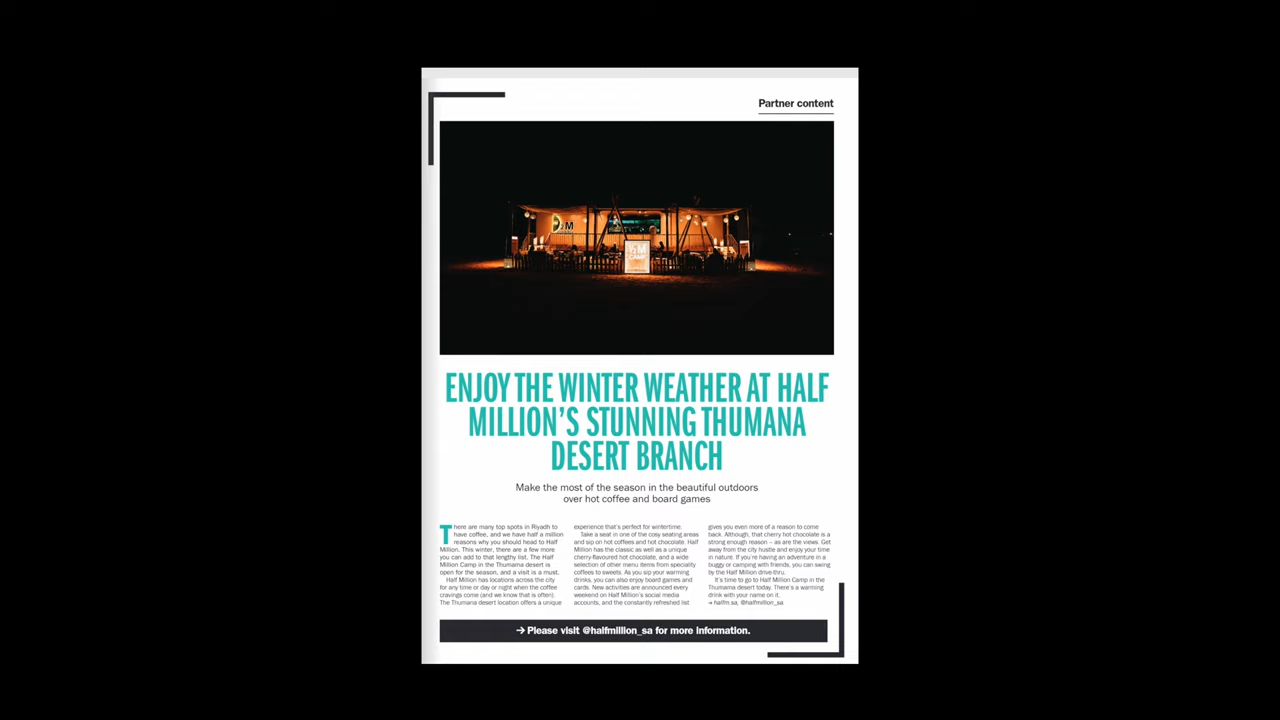 Partner content
½M
½M
CAMP
ENJOY THE WINTER WEATHER AT HALF
MILLION'S STUNNING THUMANA
DESERT BRANCH
Make the most of the season in the beautiful outdoors
over hot coffee and board games
There are many top spots in Riyadh to
have coffee, and we have half a million
reasons why you should head to Half
Million. This winter, there are a few more
you can add to that lengthy list. The Half
Million Camp in the Thumama desert is
open for the season, and a visit is a must.
Half Million has locations across the city
for any time or day or night when the coffee
cravings come (and we know that is often).
The Thumana desert location offers a unique
experience that's perfect for wintertime.
Take a seat in one of the cosy seating areas
and sip on hot coffees and hot chocolate. Half
Million has the classic as well as a unique
cherry-flavoured hot chocolate, and a wide
selection of other menu items from speciality
coffees to sweets. As you sip your warming
drinks, you can also enjoy board games and
cards. New activities are announced every
weekend on Half Million's social media
accounts, and the constantly refreshed list
gives you even more of a reason to come
back. Although, that cherry hot chocolate is a
strong enough reason – as are the views. Get
away from the city hustle and enjoy your time
in nature. If you're having an adventure in a
buggy or camping with friends, you can swing
by the Half Million drive-thru.
It's time to go to Half Million Camp in the
Thumama desert today. There's a warming
drink with your name on it.
→ halfm.sa, @halfmillion_sa
→ Please visit @halfmillion_sa for more information.